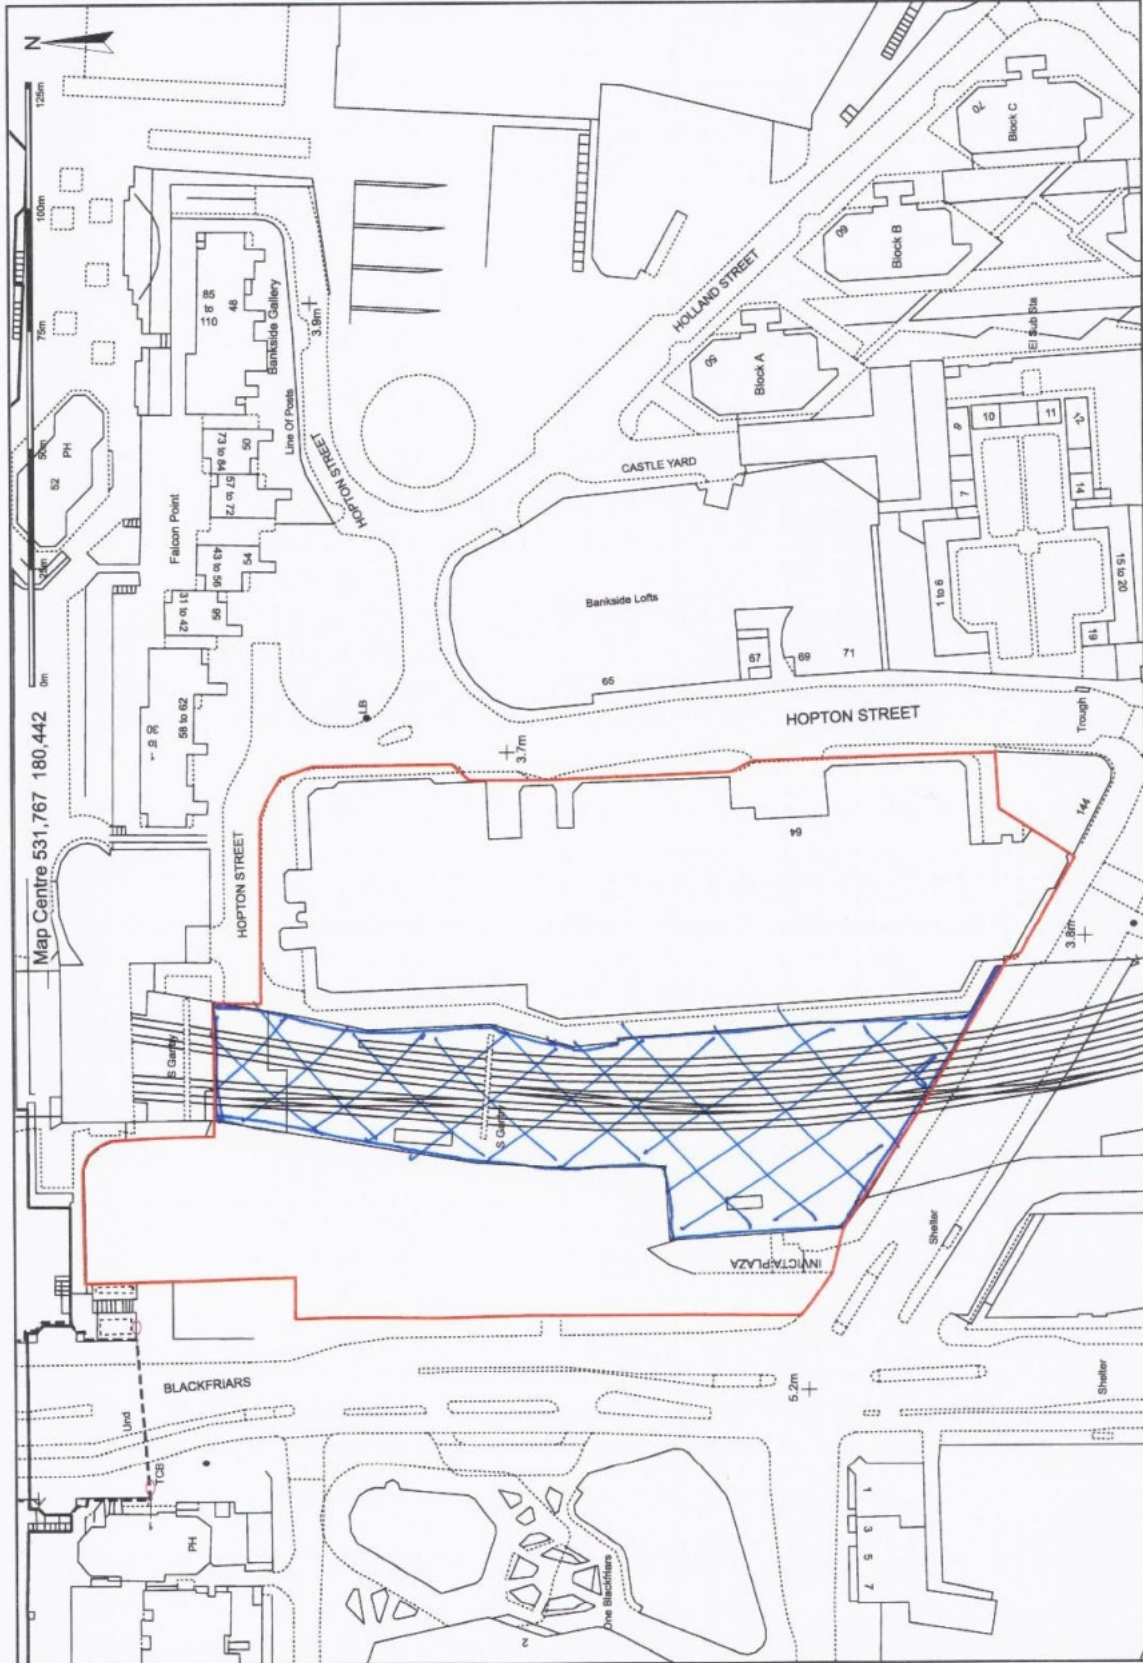 N
0m
25m
50m
75m
100m
125m
Map Centre 531,767 180,442
PH
52
Falcon Point
85
to
110
48
Bankside Gallery
Line Of Posts
3.9m
73 to 84
50
57 to 72
43 to 56
54
31 to 42
95
58 to 62
1 to 36
HOPTON STREET
LB
HOPTON STREET
HOLLAND STREET
Block A
50
Block B
60
Block C
70
El Sub Sta
CASTLE YARD
Bankside Lofts
65
67
69
71
1 to 6
7
9
10
11
12
14
15 to 20
19
HOPTON STREET
Trough
3.7m
64
144
3.8m
S Gantry
S Gantry
INVICTA PLAZA
Shelter
Shelter
BLACKFRIARS
Und
TCB
PH
1
5.2m
One Blackfriars
2
1
3
5
7